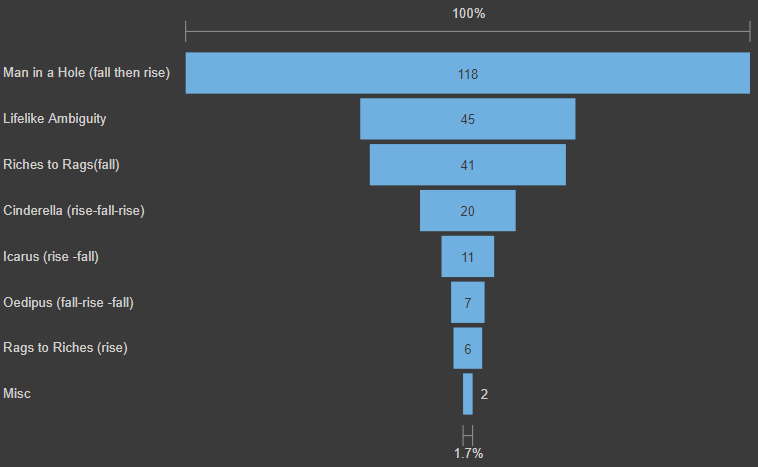 100%
Man in a Hole (fall then rise) 118
Lifelike Ambiguity 45
Riches to Rags(fall) 41
Cinderella (rise-fall-rise) 20
Icarus (rise -fall) 11
Oedipus (fall-rise -fall) 7
Rags to Riches (rise) 6
Misc 2
1.7%